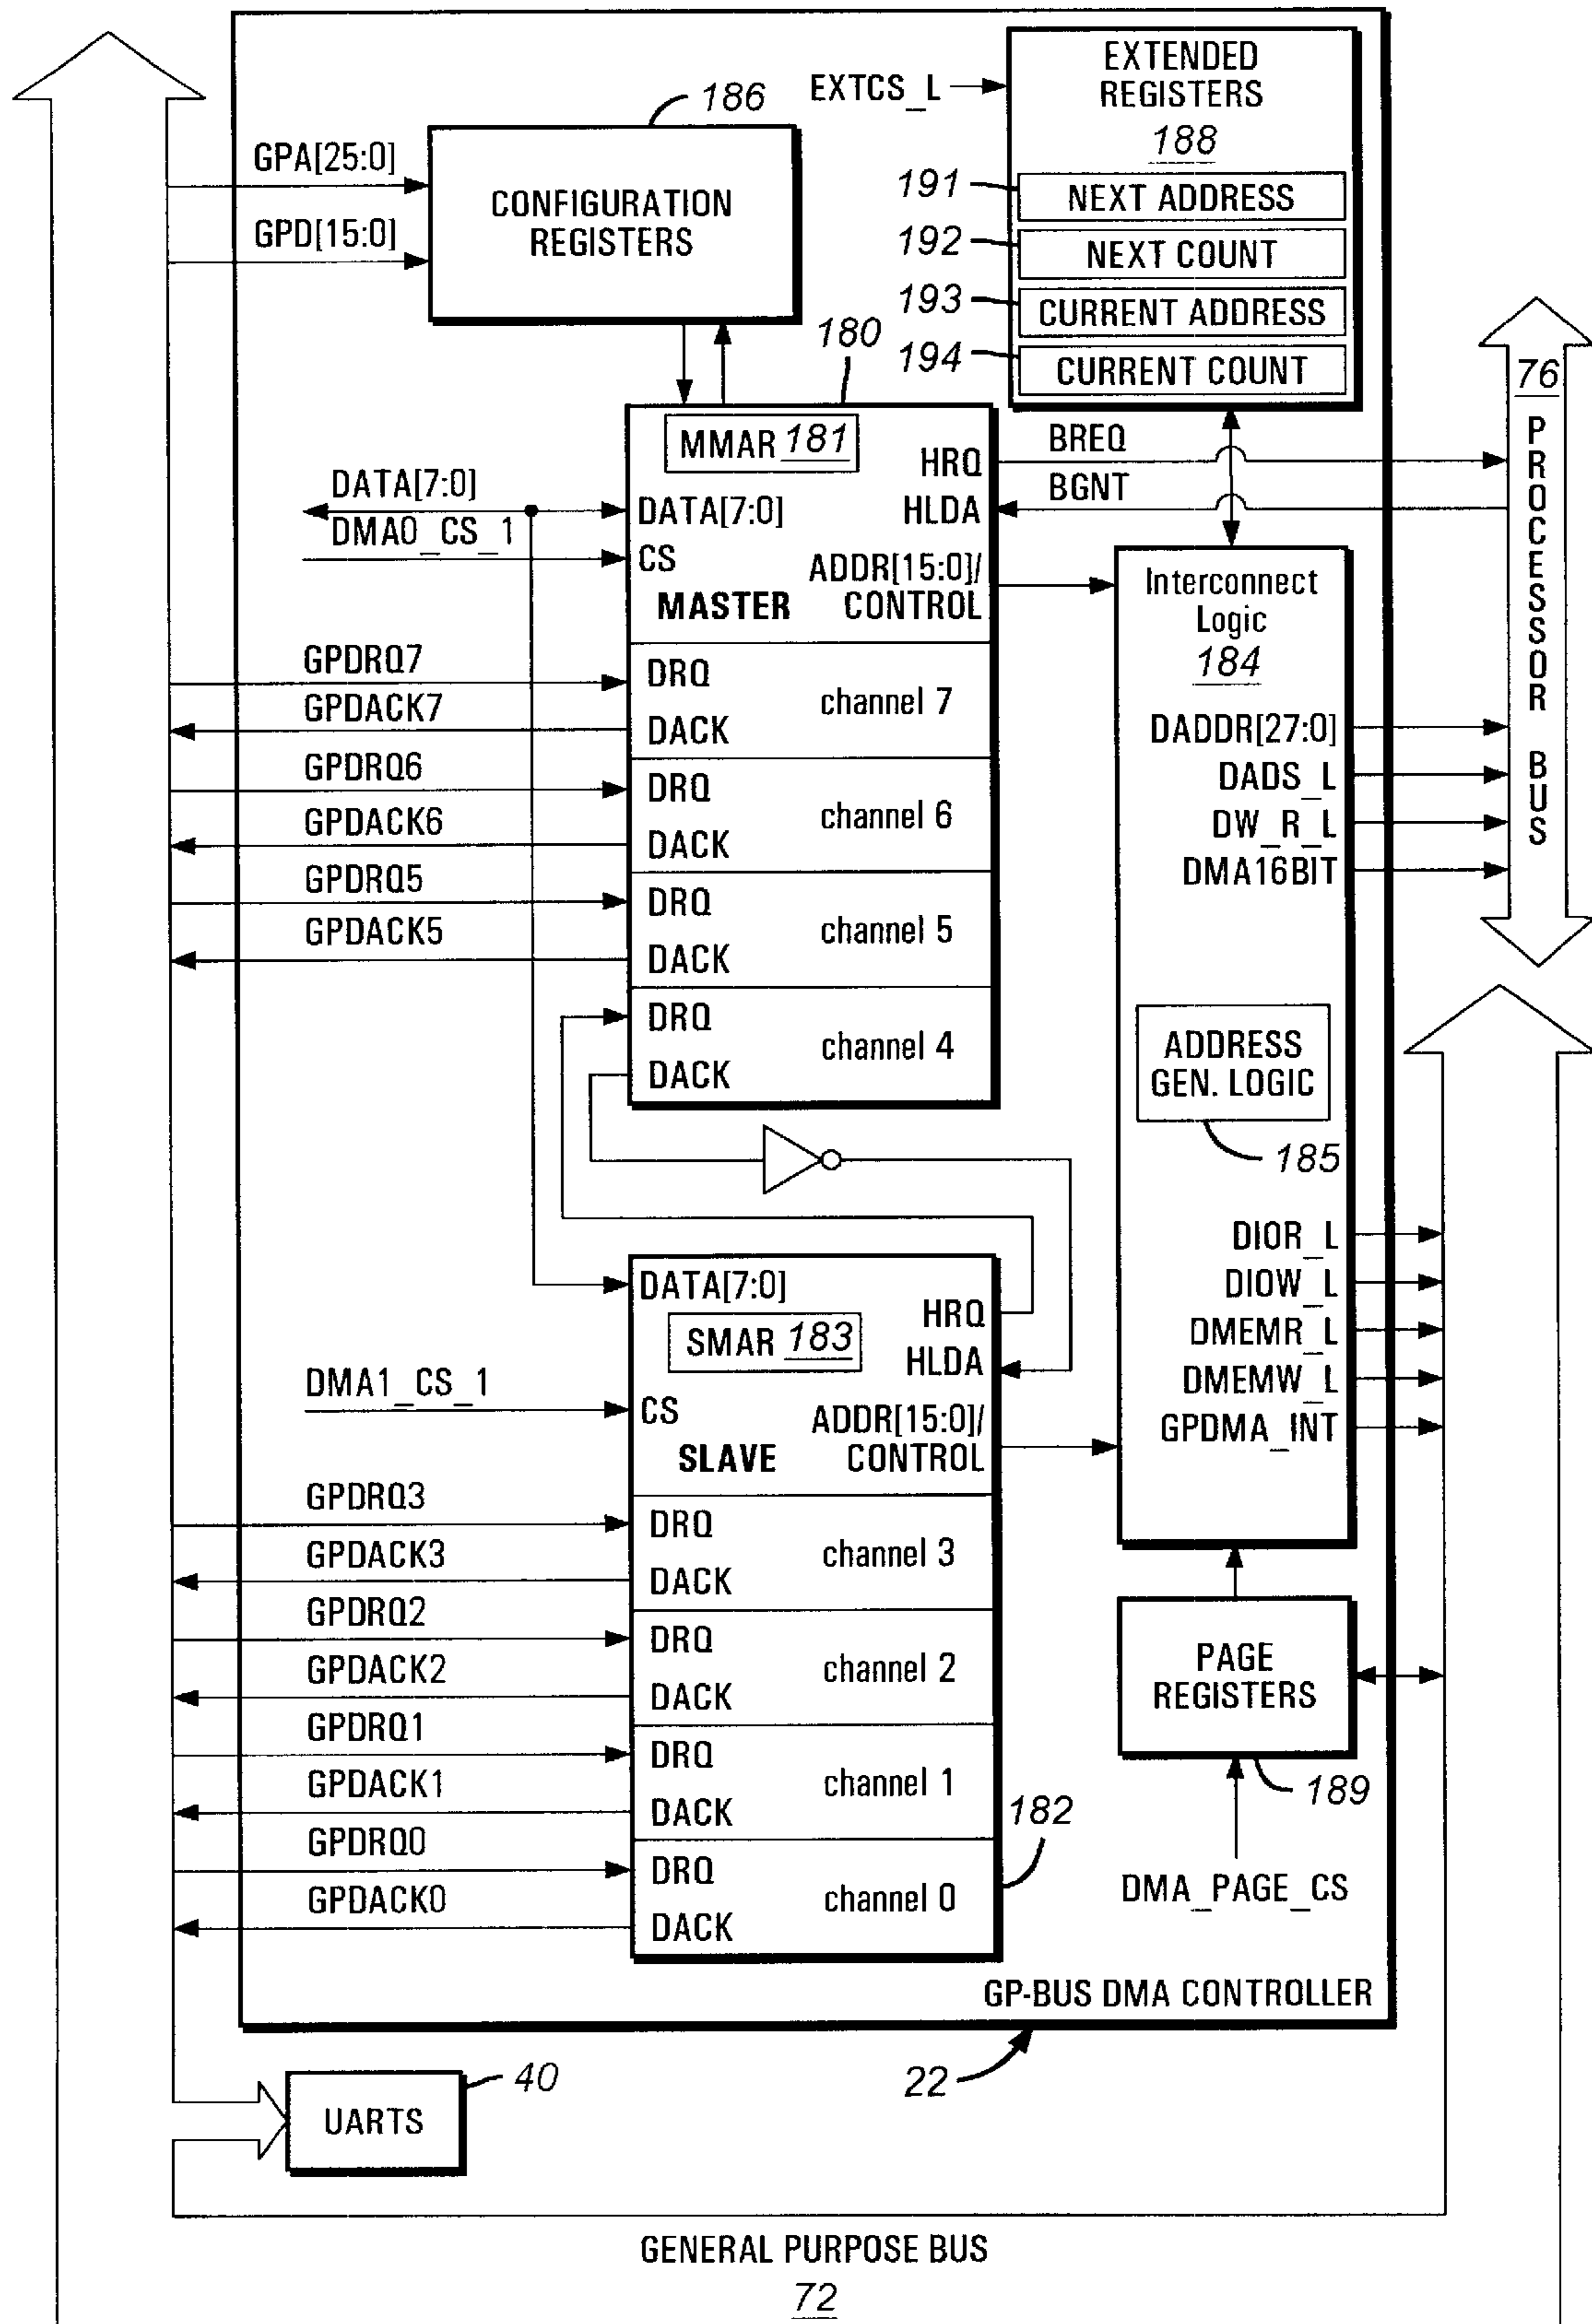 EXTENDED
REGISTERS
188
EXTCS_L
186
GPA[25:0]
GPD[15:0]
CONFIGURATION
REGISTERS
191
NEXT ADDRESS
192
NEXT COUNT
193
CURRENT ADDRESS
194
CURRENT COUNT
180
76
PROCESSOR BUS
MMAR 181
HRQ
BREQ
HLDA
BGNT
DATA[7:0]
DATA[7:0]
DMA0_CS_1
CS
ADDR[15:0]/
CONTROL
MASTER
Interconnect
Logic
184
GPDRQ7
DRQ
channel 7
GPDACK7
DACK
GPDRQ6
DRQ
channel 6
GPDACK6
DACK
GPDRQ5
DRQ
channel 5
GPDACK5
DACK
DRQ
channel 4
DACK
DADDR[27:0]
DADS_L
DW_R_L
DMA16BIT
ADDRESS
GEN. LOGIC
185
DIOR_L
DIOW_L
DMEMR_L
DMEMW_L
GPDMA_INT
DATA[7:0]
HRQ
SMAR 183
HLDA
DMA1_CS_1
CS
ADDR[15:0]/
CONTROL
SLAVE
GPDRQ3
DRQ
channel 3
GPDACK3
DACK
GPDRQ2
DRQ
channel 2
GPDACK2
DACK
GPDRQ1
DRQ
channel 1
GPDACK1
DACK
GPDRQ0
DRQ
channel 0
GPDACK0
DACK
182
PAGE
REGISTERS
189
DMA_PAGE_CS
GP-BUS DMA CONTROLLER
22
40
UARTS
GENERAL PURPOSE BUS
72